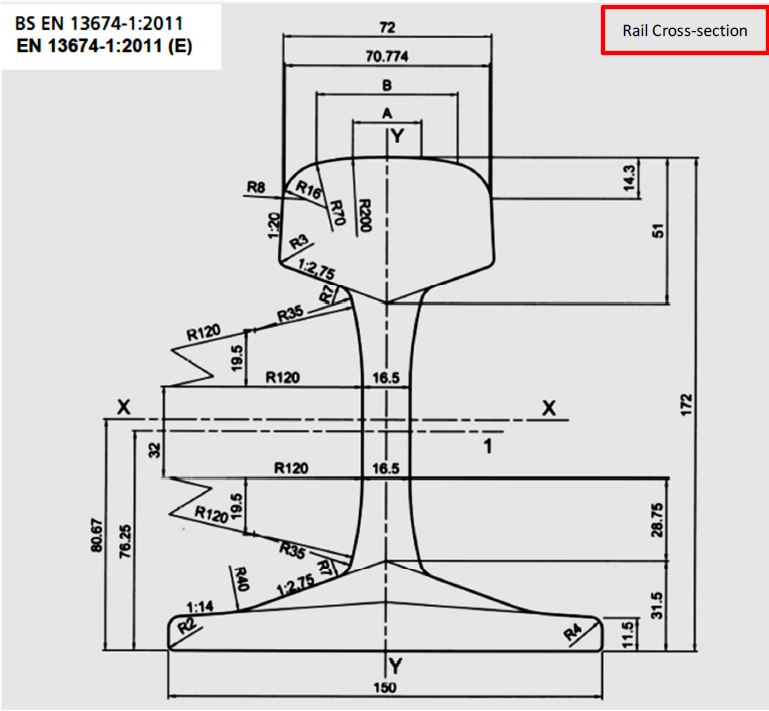 BS EN 13674-1:2011
EN 13674-1:2011 (E)
Rail Cross-section
72
70.774
B
A
Y
R8
R16
R70
R200
14.3
1:20
R3
51
1:2,75
R7
R35
R120
19.5
R120
16.5
X
X
172
1
32
R120
16.5
80.67
76.25
19.5
R120
28.75
R35
R7
R40
1:2,75
1:14
31.5
R2
R4
11.5
Y
150